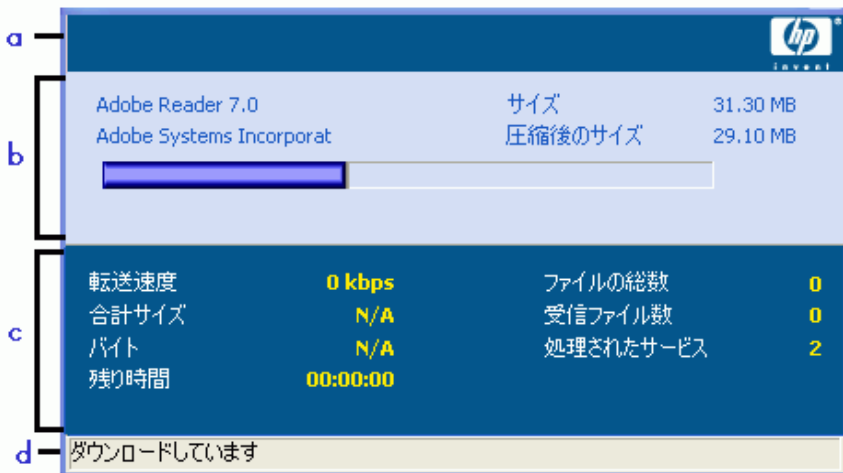 a
hp
invent
b
Adobe Reader 7.0 サイズ 31.30 MB
Adobe Systems Incorporat 圧縮後のサイズ 29.10 MB
c
転送速度 0 kbps ファイルの総数 0
合計サイズ N/A 受信ファイル数 0
バイト N/A 処理されたサービス 2
残り時間 00:00:00
d
ダウンロードしています